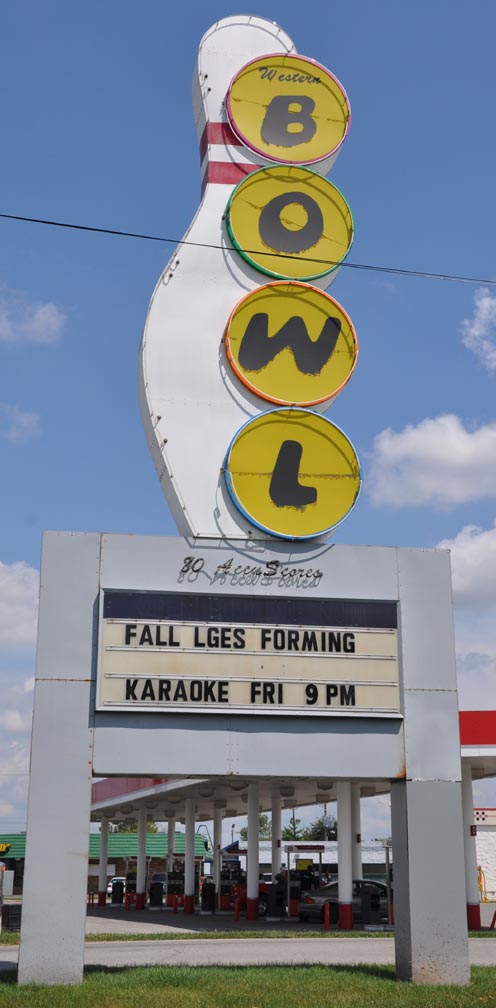 Western
B
O
W
L
80 AccuScores
FALL LGES FORMING
KARAOKE FRI 9 PM